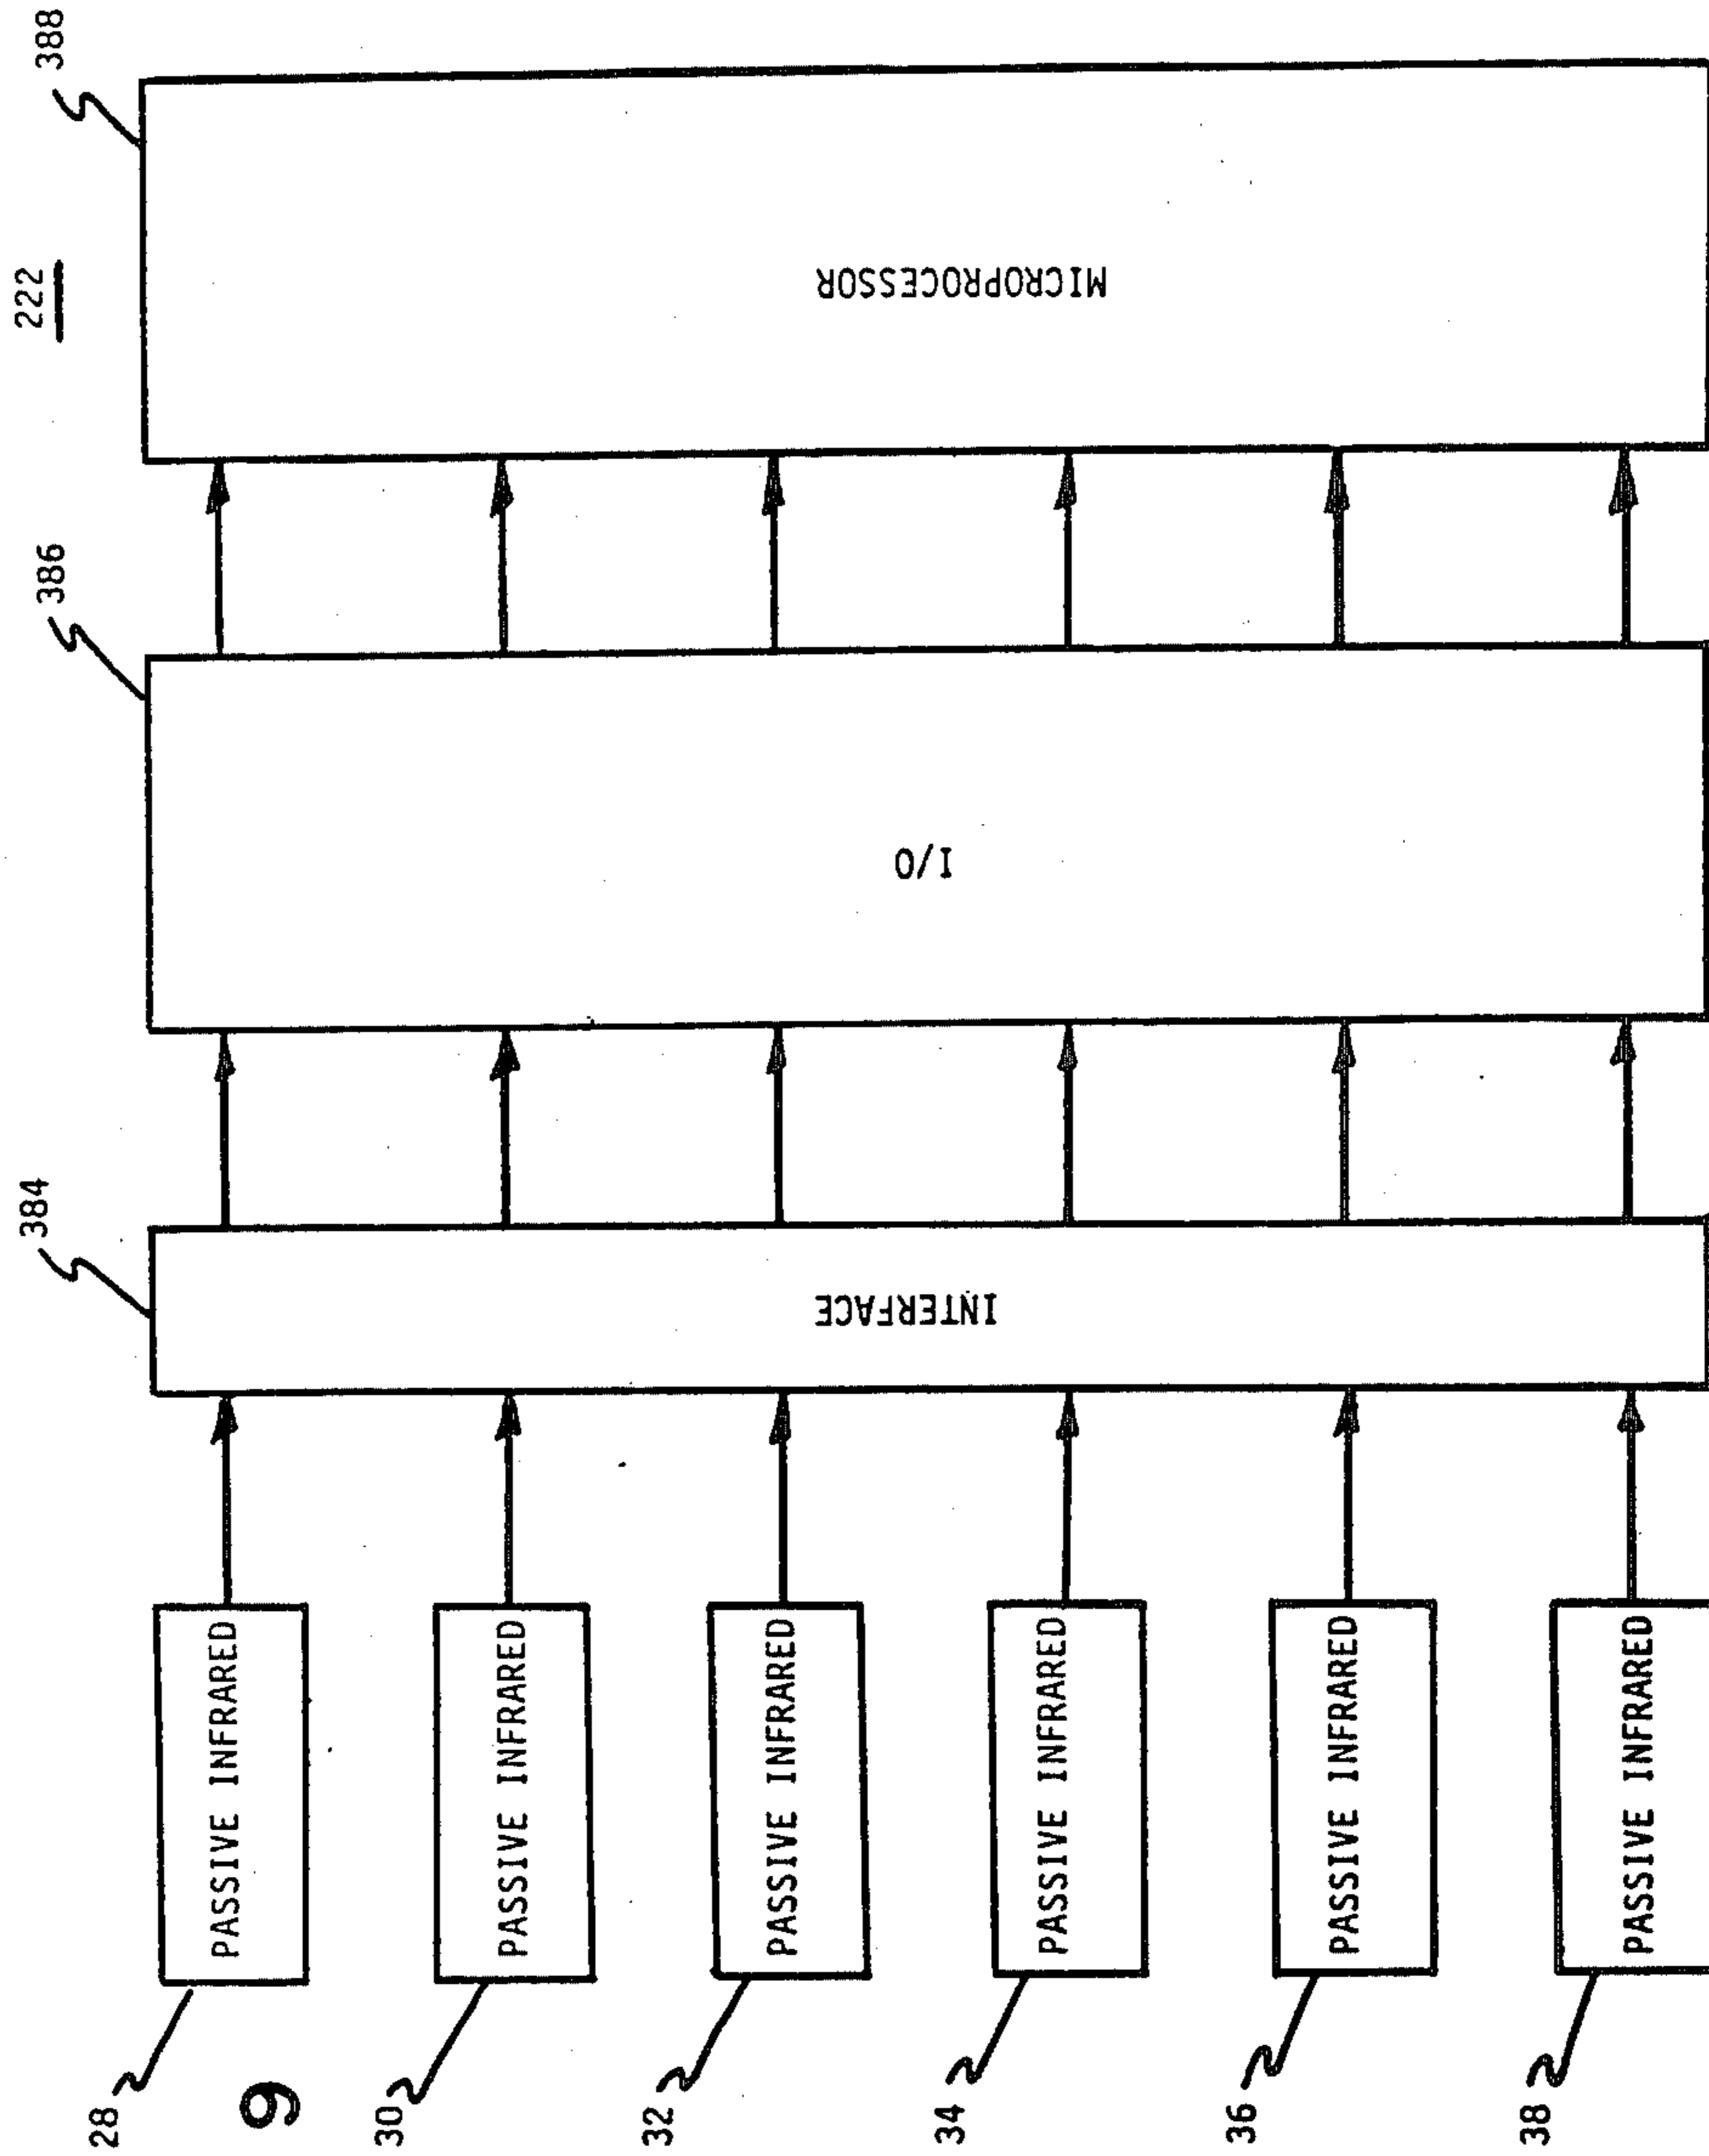 384
386
222
388
28
PASSIVE INFRARED
9
30
PASSIVE INFRARED
32
PASSIVE INFRARED
34
PASSIVE INFRARED
36
PASSIVE INFRARED
38
PASSIVE INFRARED
INTERFACE
I/O
MICROPROCESSOR